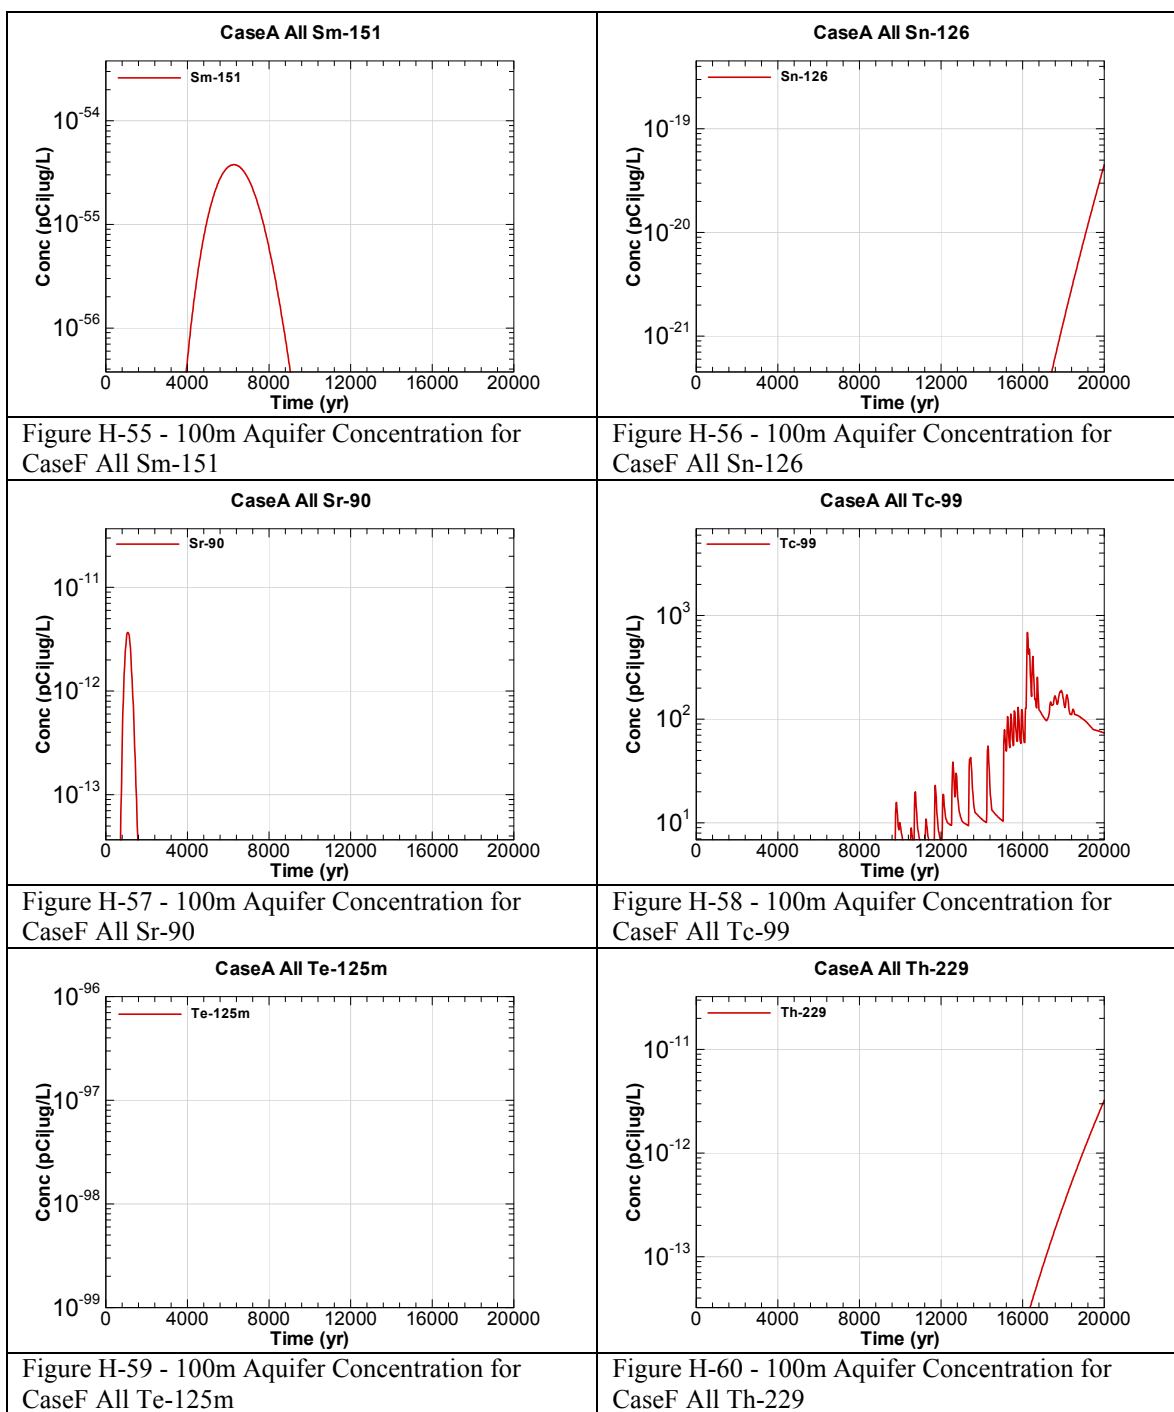 CaseA All Sm-151
Sm-151
Conc (pCi|ug/L)
10-54
10-55
10-56
0 4000 8000 12000 16000 20000
Time (yr)
Figure H-55 - 100m Aquifer Concentration for
CaseF All Sm-151
CaseA All Sn-126
Sn-126
Conc (pCi|ug/L)
10-19
10-20
10-21
0 4000 8000 12000 16000 20000
Time (yr)
Figure H-56 - 100m Aquifer Concentration for
CaseF All Sn-126
CaseA All Sr-90
Sr-90
Conc (pCi|ug/L)
10-11
10-12
10-13
0 4000 8000 12000 16000 20000
Time (yr)
Figure H-57 - 100m Aquifer Concentration for
CaseF All Sr-90
CaseA All Tc-99
Tc-99
Conc (pCi|ug/L)
103
102
101
0 4000 8000 12000 16000 20000
Time (yr)
Figure H-58 - 100m Aquifer Concentration for
CaseF All Tc-99
CaseA All Te-125m
Te-125m
Conc (pCi|ug/L)
10-96
10-97
10-98
10-99
0 4000 8000 12000 16000 20000
Time (yr)
Figure H-59 - 100m Aquifer Concentration for
CaseF All Te-125m
CaseA All Th-229
Th-229
Conc (pCi|ug/L)
10-11
10-12
10-13
0 4000 8000 12000 16000 20000
Time (yr)
Figure H-60 - 100m Aquifer Concentration for
CaseF All Th-229